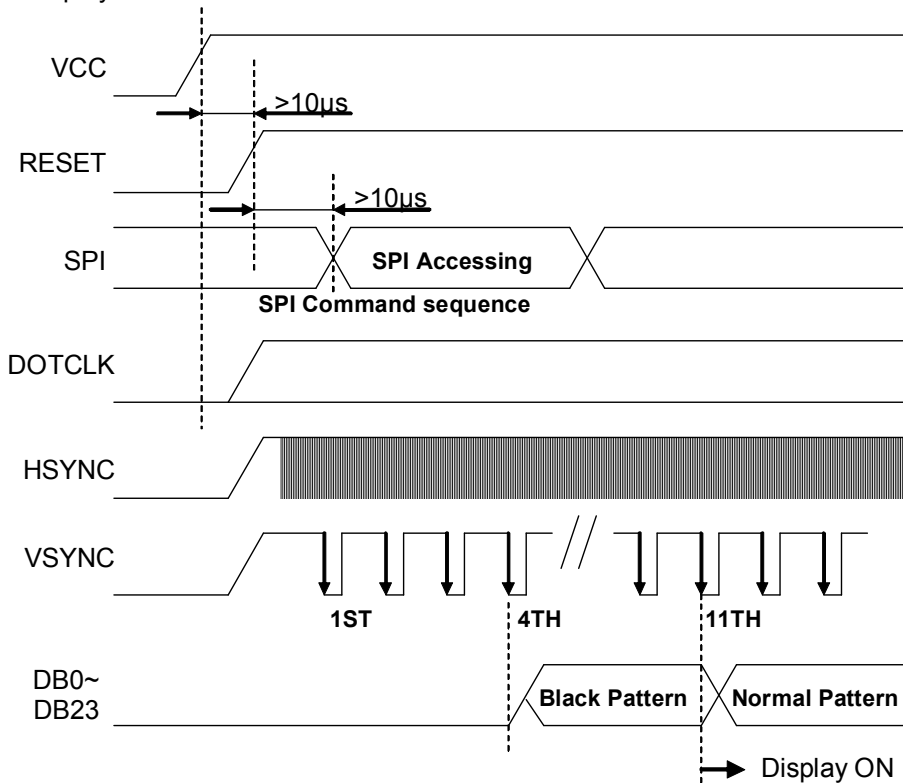 VCC
>10μs
RESET
>10μs
SPI
SPI Accessing
SPI Command sequence
DOTCLK
HSYNC
VSYNC
1ST
4TH
11TH
DB0~
DB23
Black Pattern
Normal Pattern
Display ON